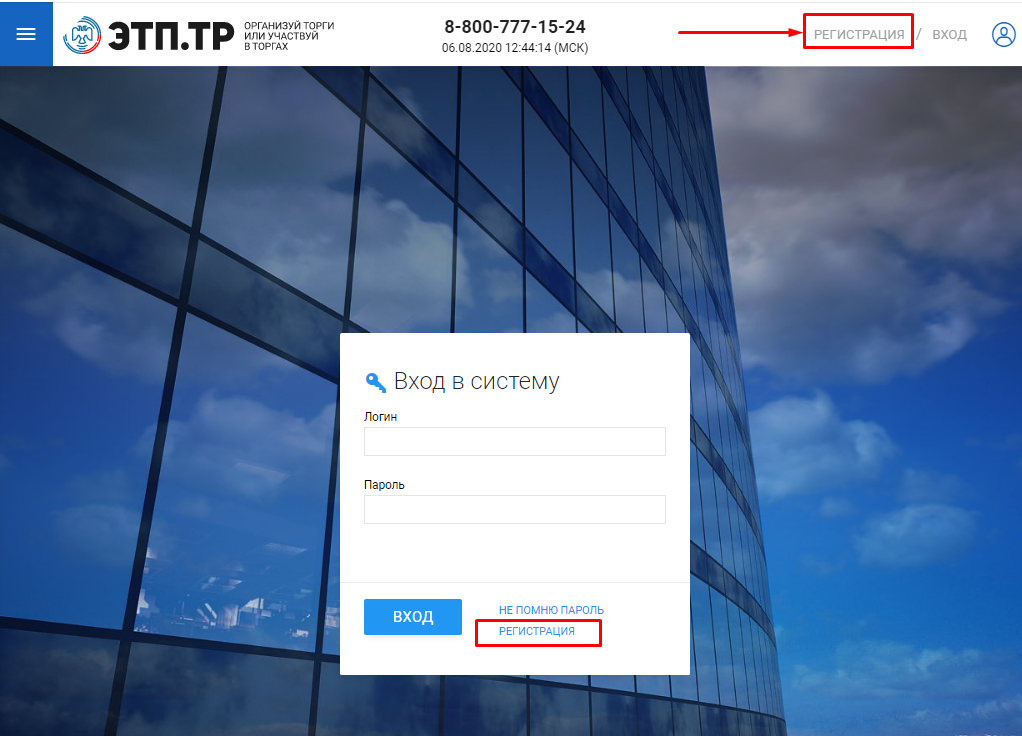 ЭТП.ТР
ОРГАНИЗУЙ ТОРГИ
ИЛИ УЧАСТВУЙ
В ТОРГАХ
8-800-777-15-24
06.08.2020 12:44:14 (МСК)
РЕГИСТРАЦИЯ / ВХОД
Вход в систему
Логин
Пароль
ВХОД
НЕ ПОМНЮ ПАРОЛЬ
РЕГИСТРАЦИЯ